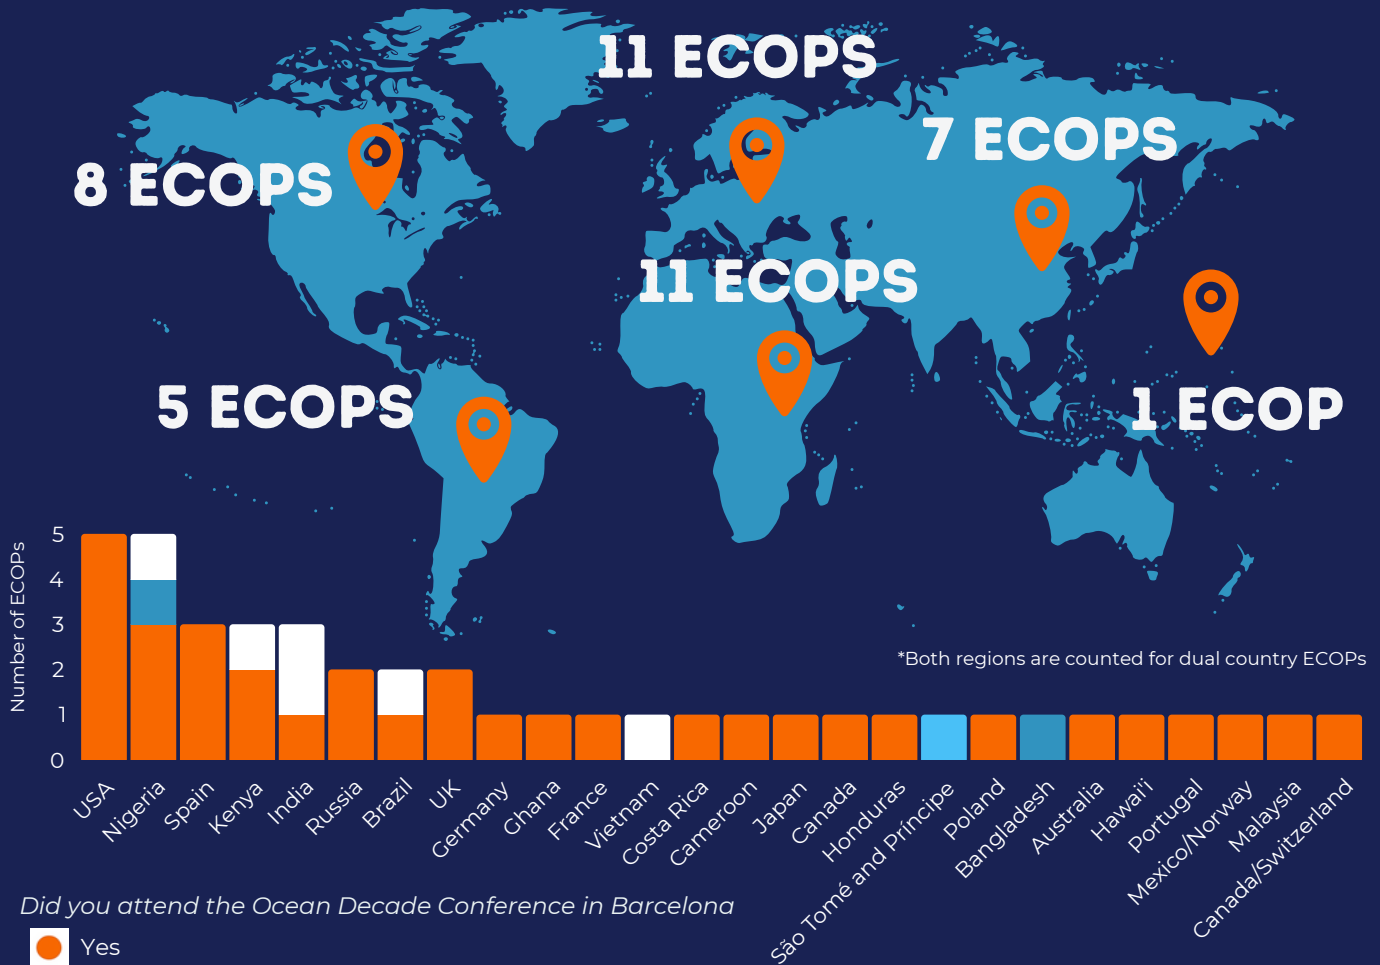 11 ECOPS
7 ECOPS
8 ECOPS
11 ECOPS
5 ECOPS
1 ECOP
*Both regions are counted for dual country ECOPs
Number of ECOPs
5
4
3
2
1
0
USA
Nigeria
Spain
Kenya
India
Russia
Brazil
UK
Germany
Ghana
France
Vietnam
Costa Rica
Cameroon
Japan
Canada
Honduras
São Tomé and Príncipe
Poland
Bangladesh
Australia
Hawai'i
Portugal
Mexico/Norway
Malaysia
Canada/Switzerland
Did you attend the Ocean Decade Conference in Barcelona
Yes